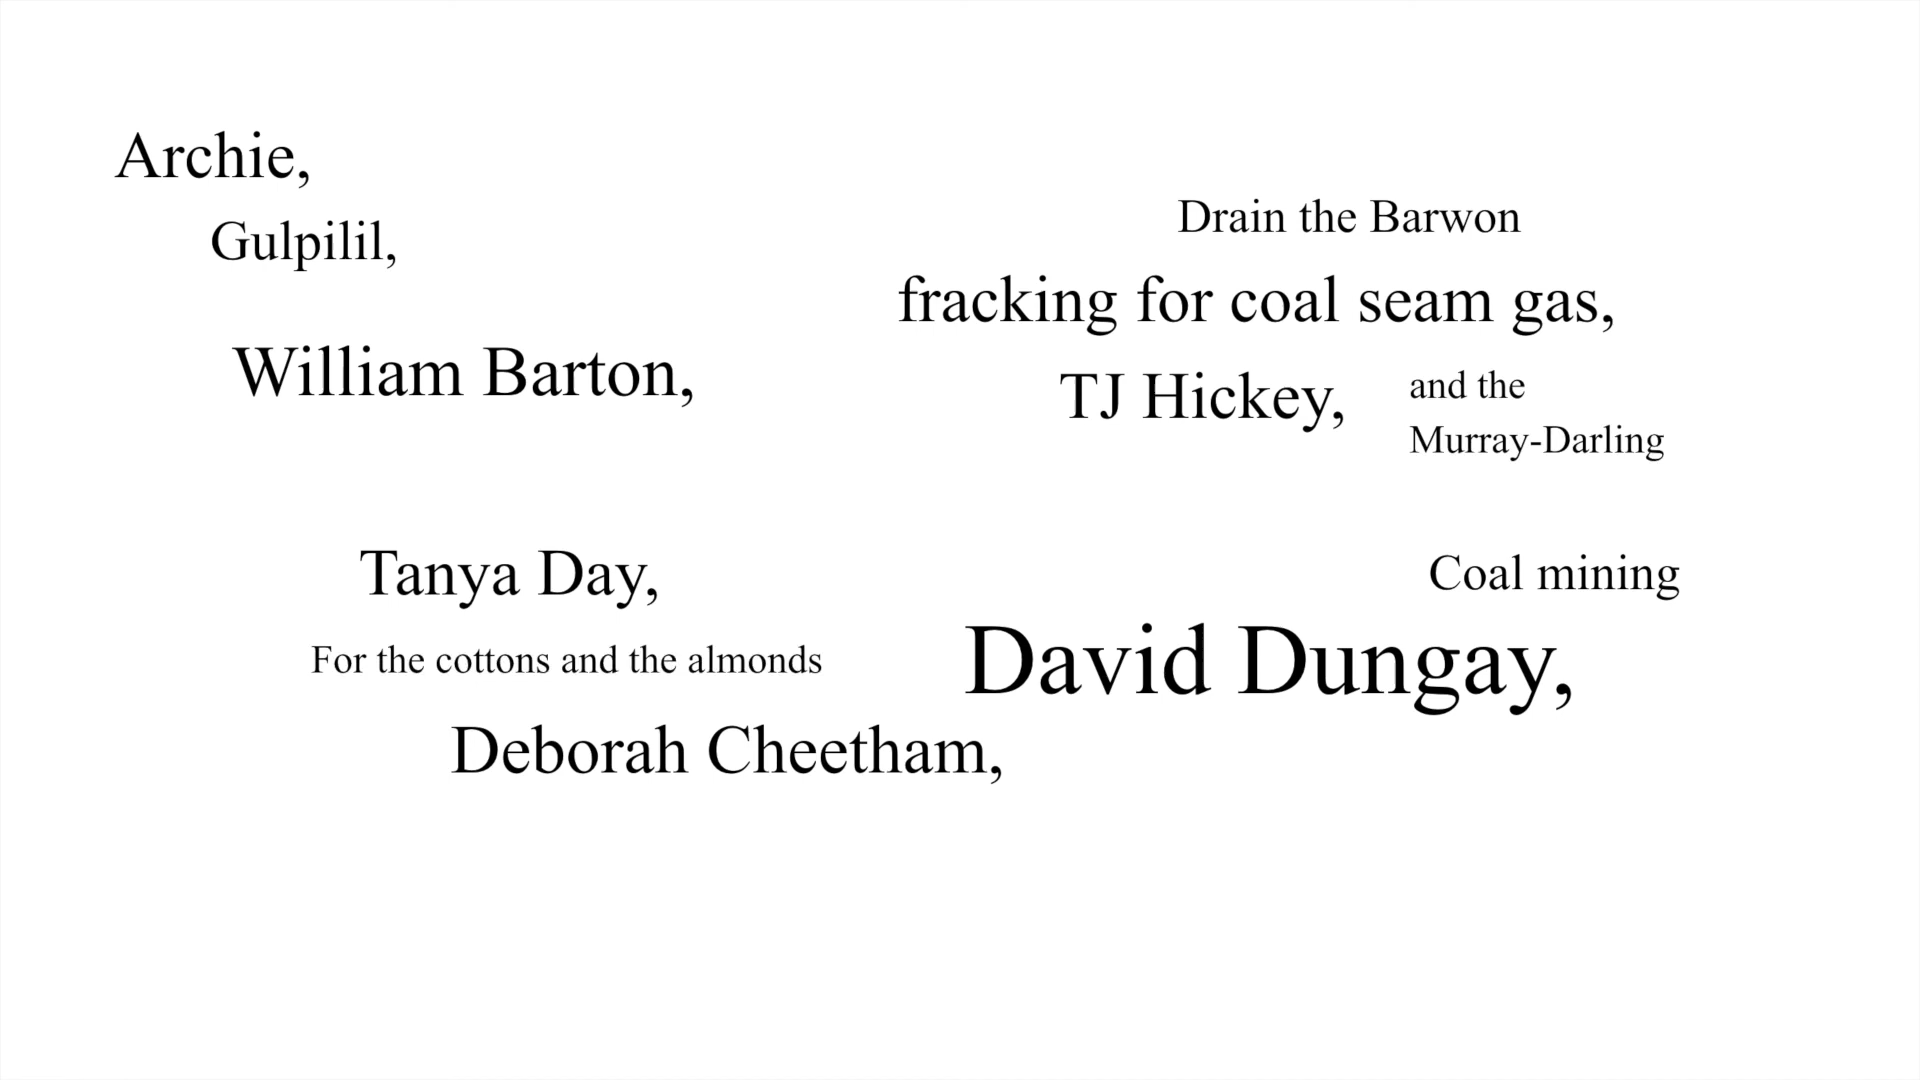 Archie,
Gulpilil,
William Barton,
Drain the Barwon
fracking for coal seam gas,
TJ Hickey,
and the
Murray-Darling
Tanya Day,
For the cottons and the almonds
Deborah Cheetham,
Coal mining
David Dungay,